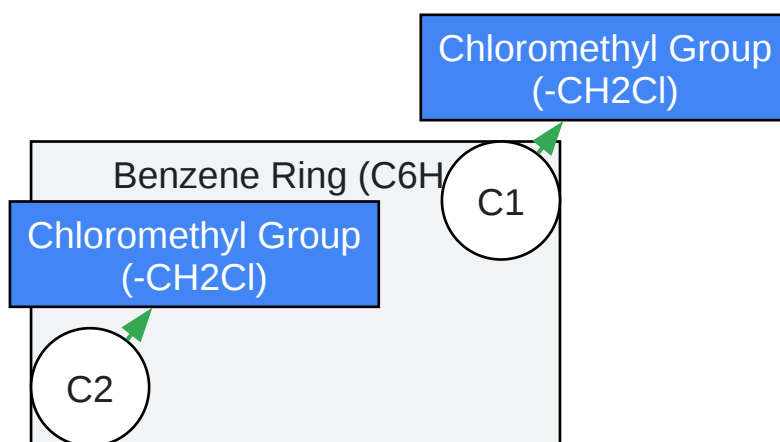 Chloromethyl Group
(-CH2Cl)
Benzene Ring (C6H
C1
Chloromethyl Group
(-CH2Cl)
C2